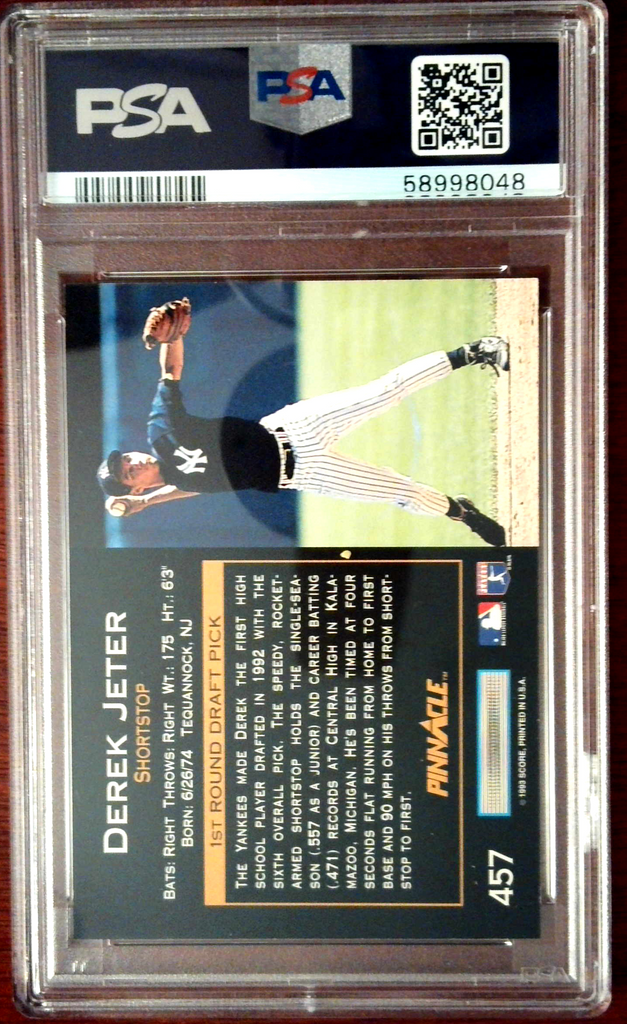 PSA
PSA
58998048
NY
DEREK JETER
SHORTSTOP
BATS: RIGHT THROWS: RIGHT WT.: 175 HT.: 6'3"
BORN: 6/26/74 TEQUANNOCK, NJ
1ST ROUND DRAFT PICK
THE YANKEES MADE DEREK THE FIRST HIGH
SCHOOL PLAYER DRAFTED IN 1992 WITH THE
SIXTH OVERALL PICK. THE SPEEDY, ROCKET-
ARMED SHORTSTOP HOLDS THE SINGLE-SEA-
SON (.557 AS A JUNIOR) AND CAREER BATTING
(.471) RECORDS AT CENTRAL HIGH IN KALA-
MAZOO, MICHIGAN. HE'S BEEN TIMED AT FOUR
SECONDS FLAT RUNNING FROM HOME TO FIRST
BASE AND 90 MPH ON HIS THROWS FROM SHORT-
STOP TO FIRST.
PINNACLE™
© 1993 SCORE, PRINTED IN U.S.A.
457
PSA